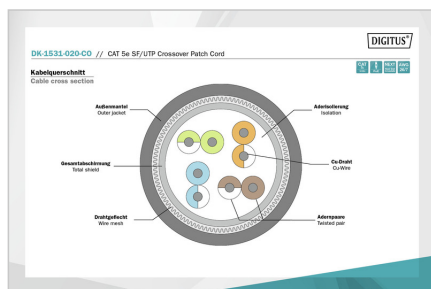 DIGITUS®
DK-1531-020-CO // CAT 5e SF/UTP Crossover Patch Cord
Kabelquerschnitt
Cable cross section
Außenmantel
Outer jacket
Aderisolierung
Isolation
Gesamtabschirmung
Total shield
Cu-Draht
Cu-Wire
Drahtgeflecht
Wire mesh
Adernpaare
Twisted pair